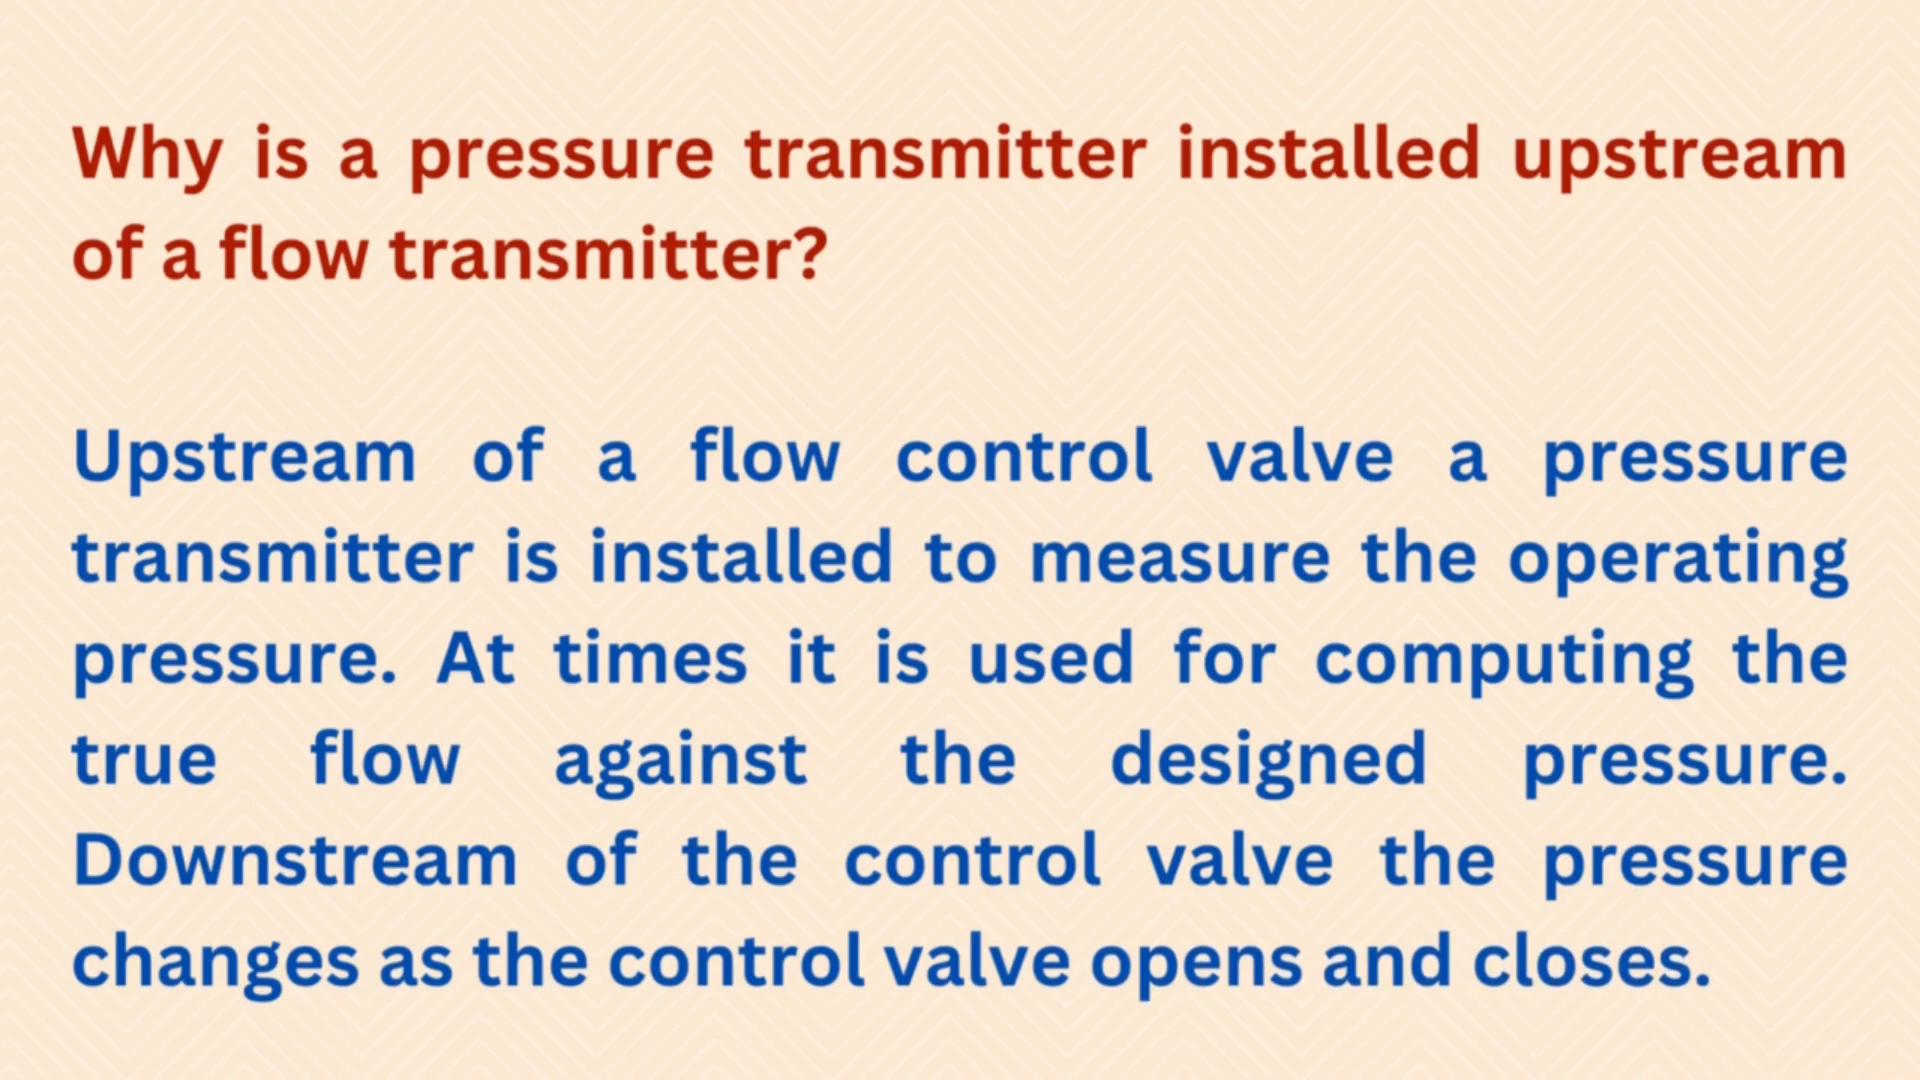 Why is a pressure transmitter installed upstream
of a flow transmitter?
Upstream of a flow control valve a pressure
transmitter is installed to measure the operating
pressure. At times it is used for computing the
true flow against the designed pressure.
Downstream of the control valve the pressure
changes as the control valve opens and closes.